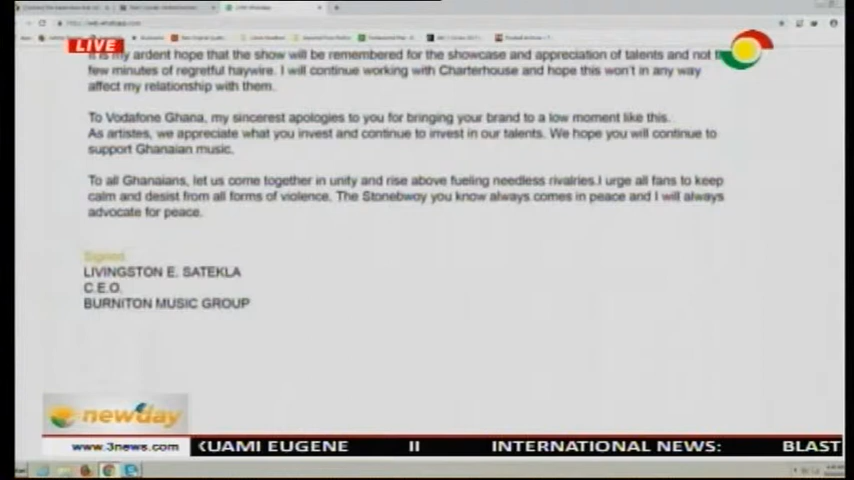 LIVE
It is my ardent hope that the show will be remembered for the showcase and appreciation of talents and not
few minutes of regretful haywire. I will continue working with Charterhouse and hope this won't in any way
affect my relationship with them.
To Vodafone Ghana, my sincerest apologies to you for bringing your brand to a low moment like this.
As artistes, we appreciate what you invest and continue to invest in our talents. We hope you will continue to
support Ghanaian music.
To all Ghanaians, let us come together in unity and rise above fueling needless rivalries.I urge all fans to keep
calm and desist from all forms of violence. The Stonebwoy you know always comes in peace and I will always
advocate for peace.
Signed
LIVINGSTON E. SATEKLA
C.E.O.
BURNITON MUSIC GROUP
newday
www.3news.com KUAMI EUGENE II INTERNATIONAL NEWS: BLAST